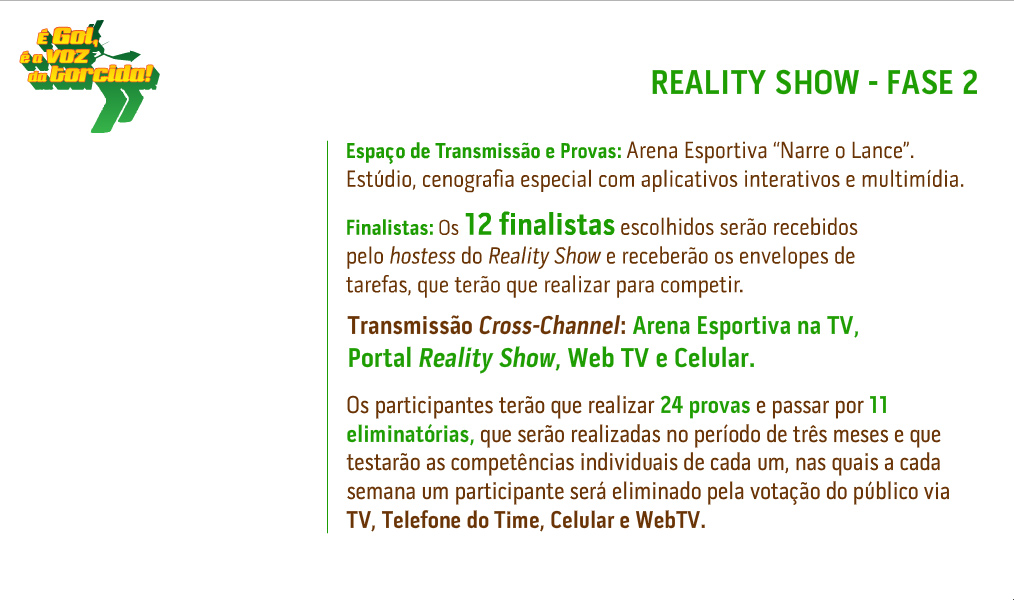 É Gol,
é a voz
da torcida!
REALITY SHOW - FASE 2
Espaço de Transmissão e Provas: Arena Esportiva “Narre o Lance”.
Estúdio, cenografia especial com aplicativos interativos e multimídia.
Finalistas: Os 12 finalistas escolhidos serão recebidos
pelo hostess do Reality Show e receberão os envelopes de
tarefas, que terão que realizar para competir.
Transmissão Cross-Channel: Arena Esportiva na TV,
Portal Reality Show, Web TV e Celular.
Os participantes terão que realizar 24 provas e passar por 11
eliminatórias, que serão realizadas no período de três meses e que
testarão as competências individuais de cada um, nas quais a cada
semana um participante será eliminado pela votação do público via
TV, Telefone do Time, Celular e WebTV.